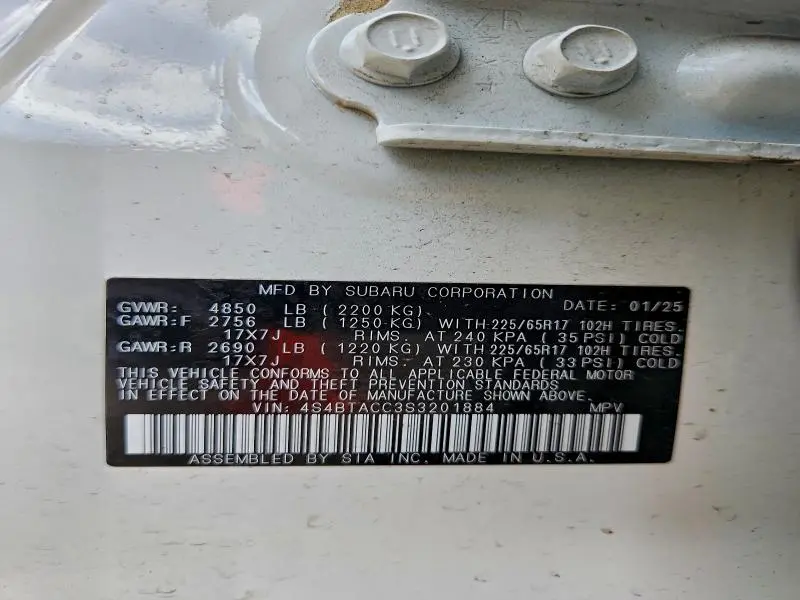 ZR
MFD BY SUBARU CORPORATION
DATE: 01/25
GVWR: 4850 LB ( 2200 KG)
GAWR:F 2756 LB ( 1250 KG) WITH 225/65R17 102H TIRES.
17X7J RIMS. AT 240 KPA ( 35 PSI) COLD
GAWR:R 2690 LB ( 1220 KG) WITH 225/65R17 102H TIRES.
17X7J RIMS. AT 230 KPA ( 33 PSI) COLD
THIS VEHICLE CONFORMS TO ALL APPLICABLE FEDERAL MOTOR
VEHICLE SAFETY AND THEFT PREVENTION STANDARDS
IN EFFECT ON THE DATE OF MANUFACTURE SHOWN ABOVE.
VIN: 4S4BTACC3S3201884 MPV
ASSEMBLED BY SIA INC. MADE IN U.S.A.